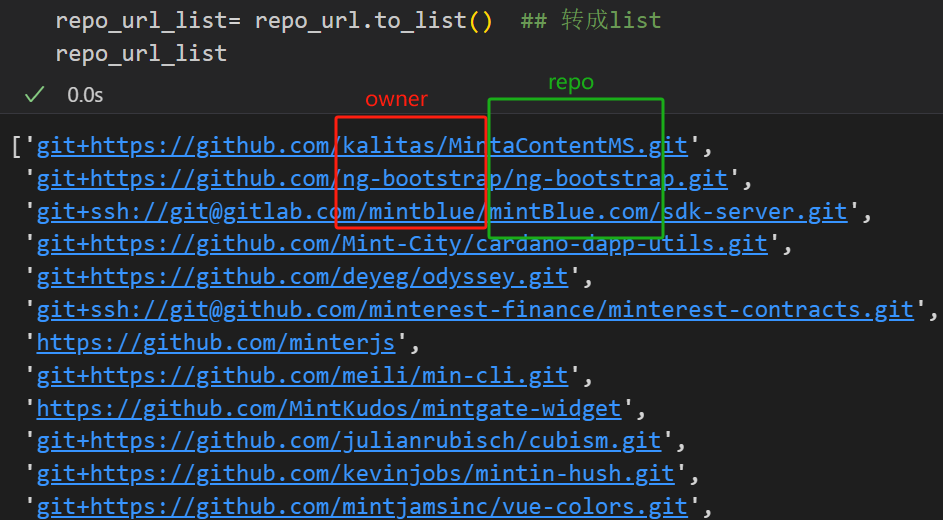 repo_url_list= repo_url.to_list()  ## 转成list
repo_url_list
0.0s
owner
repo
['git+https://github.com/kalitas/MintaContentMS.git',
'git+https://github.com/ng-bootstrap/ng-bootstrap.git',
'git+ssh://git@gitlab.com/mintblue/mintBlue.com/sdk-server.git',
'git+https://github.com/Mint-City/cardano-dapp-utils.git',
'git+https://github.com/deyeg/odyssey.git',
'git+ssh://git@github.com/minterest-finance/minterest-contracts.git',
'https://github.com/minterjs',
'git+https://github.com/meili/min-cli.git',
'https://github.com/MintKudos/mintgate-widget',
'git+https://github.com/julianrubisch/cubism.git',
'git+https://github.com/kevinjobs/mintin-hush.git',
'git+https://github.com/mintjamsinc/vue-colors.git',